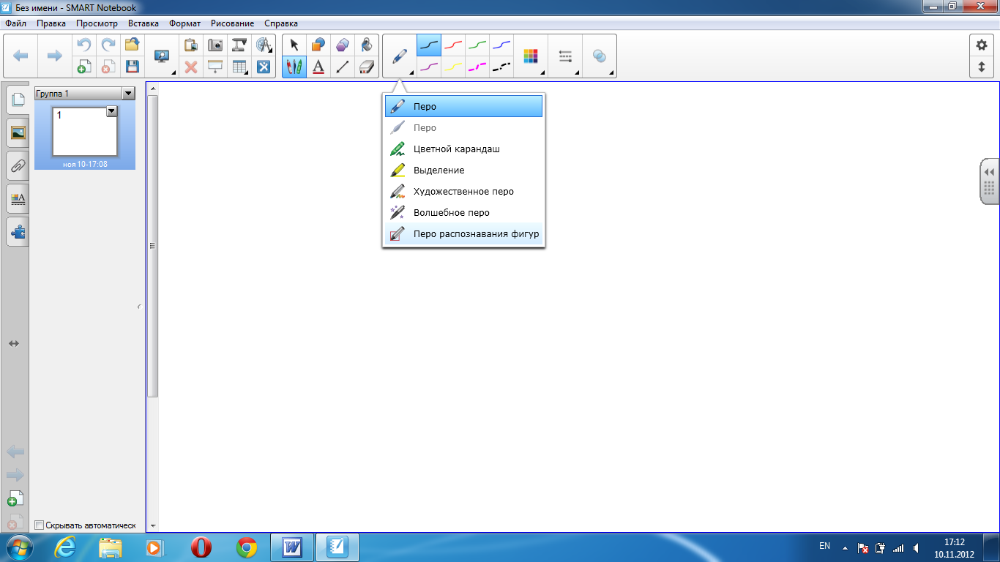 Без имени - SMART Notebook
Файл Правка Просмотр Вставка Формат Рисование Справка
Группа 1
1
ноя 10-17:08
Перо
Перо
Цветной карандаш
Выделение
Художественное перо
Волшебное перо
Перо распознавания фигур
Скрывать автоматическ
EN
17:12
10.11.2012